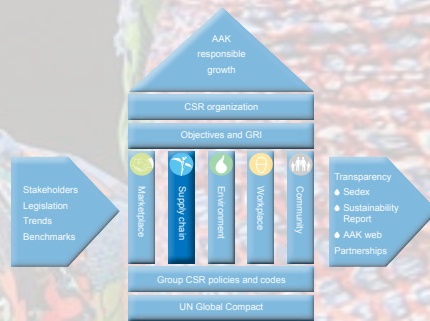 AAK
responsible
growth
CSR organization
Objectives and GRI
Stakeholders
Legislation
Trends
Benchmarks
Marketplace
Supply chain
Environment
Workplace
Community
Transparency
Sedex
Sustainability
Report
AAK web
Partnerships
Group CSR policies and codes
UN Global Compact